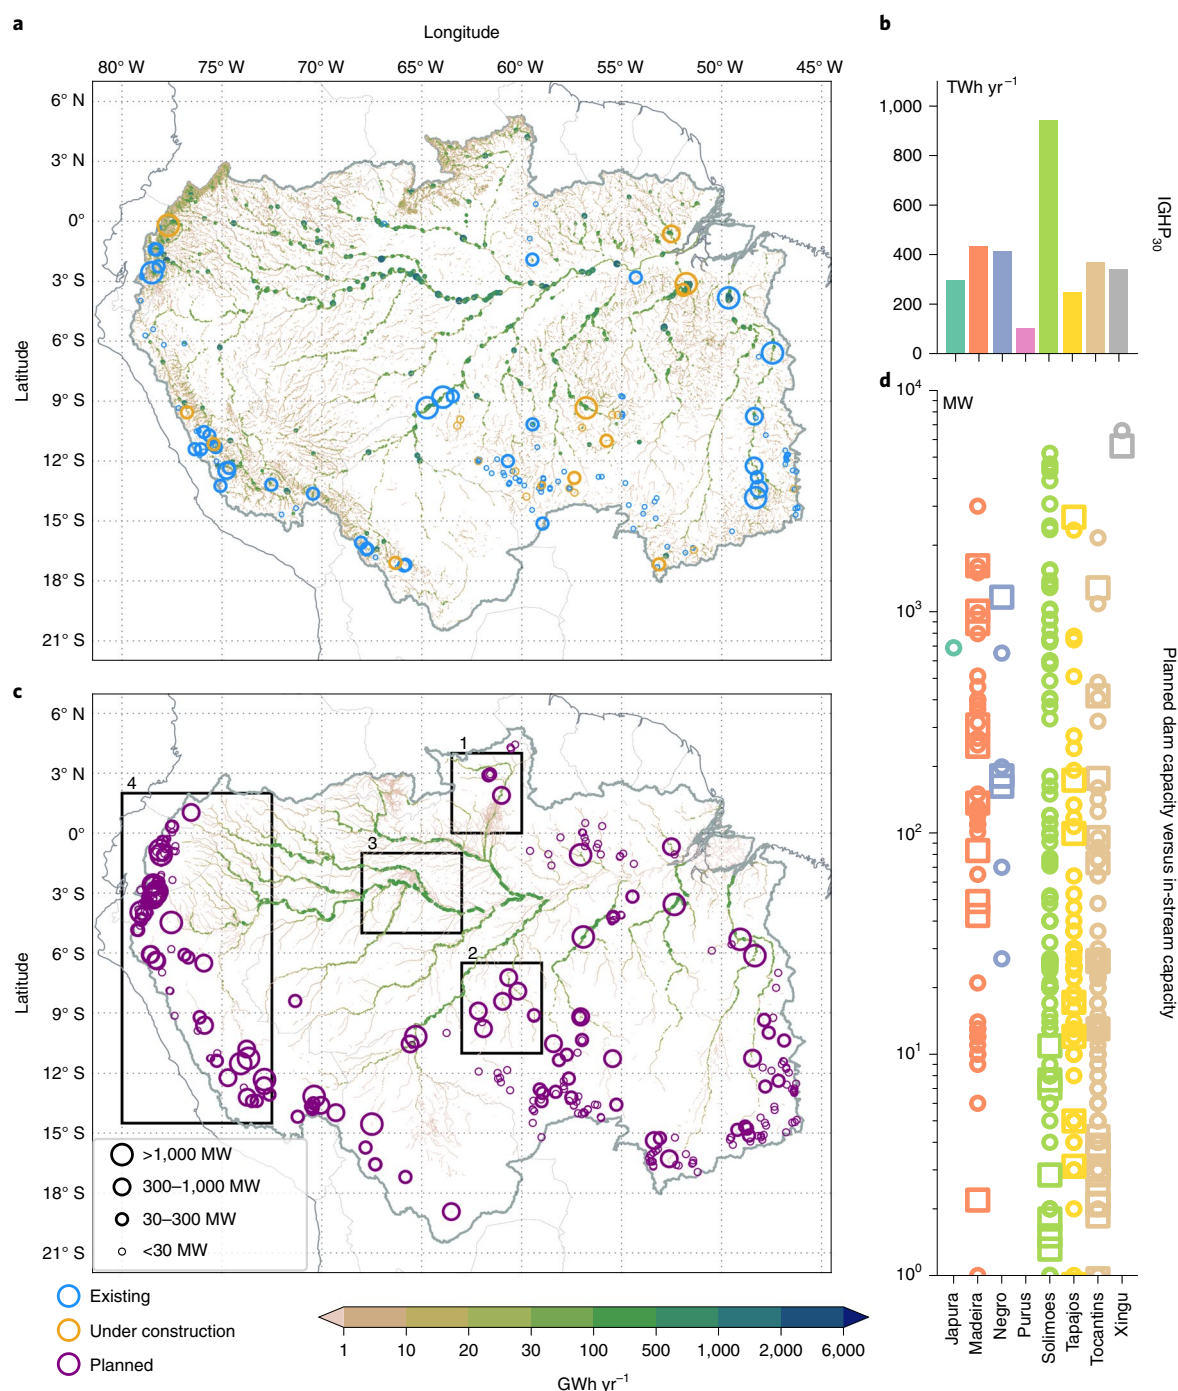 a
Longitude
80° W 75° W 70° W 65° W 60° W 55° W 50° W 45° W
6° N
3° N
0°
3° S
6° S
9° S
12° S
15° S
18° S
21° S
Latitude
b
TWh yr⁻¹
1,000
800
600
400
200
0
IGHP₃₀
c
6° N
3° N
0°
3° S
6° S
9° S
12° S
15° S
18° S
21° S
Latitude
1
2
3
4
>1,000 MW
300–1,000 MW
30–300 MW
<30 MW
Existing
Under construction
Planned
1 10 20 30 100 500 1,000 2,000 6,000
GWh yr⁻¹
d
MW
10⁴
10³
10²
10¹
10⁰
Planned dam capacity versus in-stream capacity
Japura
Madeira
Negro
Purus
Solimoes
Tapajos
Tocantins
Xingu